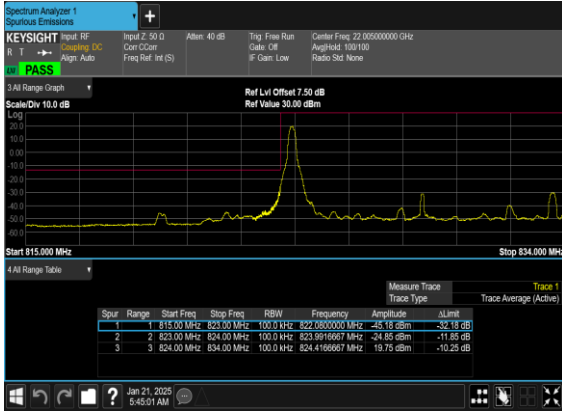 Spectrum Analyzer 1
Spurious Emissions
+
KEYSIGHT Input: RF Input Z: 50 Ω Atten: 40 dB Trig: Free Run Center Freq: 22.005000000 GHz
R T Coupling: DC Corr CCorr Gate: Off Avg|Hold: 100/100
Align: Auto Freq Ref: Int (S) IF Gain: Low Radio Std: None
PASS
3 All Range Graph Ref Lvl Offset 7.50 dB
Scale/Div 10.0 dB Ref Value 30.00 dBm
Log
20.0
10.0
0.00
-10.0
-20.0
-30.0
-40.0
-50.0
-60.0
Start 815.000 MHz Stop 834.000 MHz
4 All Range Table
Measure Trace Trace 1
Trace Type Trace Average (Active)
Spur Range Start Freq Stop Freq RBW Frequency Amplitude ΔLimit
1 1 815.00 MHz 823.00 MHz 100.0 kHz 822.0800000 MHz -45.18 dBm -32.18 dB
2 2 823.00 MHz 824.00 MHz 100.0 kHz 823.9916667 MHz -24.85 dBm -11.85 dB
3 3 824.00 MHz 834.00 MHz 100.0 kHz 824.4166667 MHz 19.75 dBm -10.25 dB
? Jan 21, 2025
5:45:01 AM